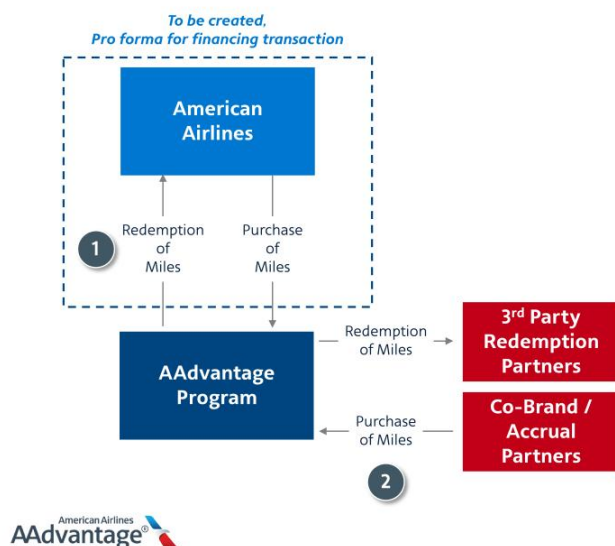 To be created,
Pro forma for financing transaction
American
Airlines
1
Redemption
of
Miles
Purchase
of
Miles
AAdvantage
Program
Redemption
of Miles
3rd Party
Redemption
Partners
Purchase
of Miles
Co-Brand /
Accrual
Partners
2
American Airlines
AAdvantage®